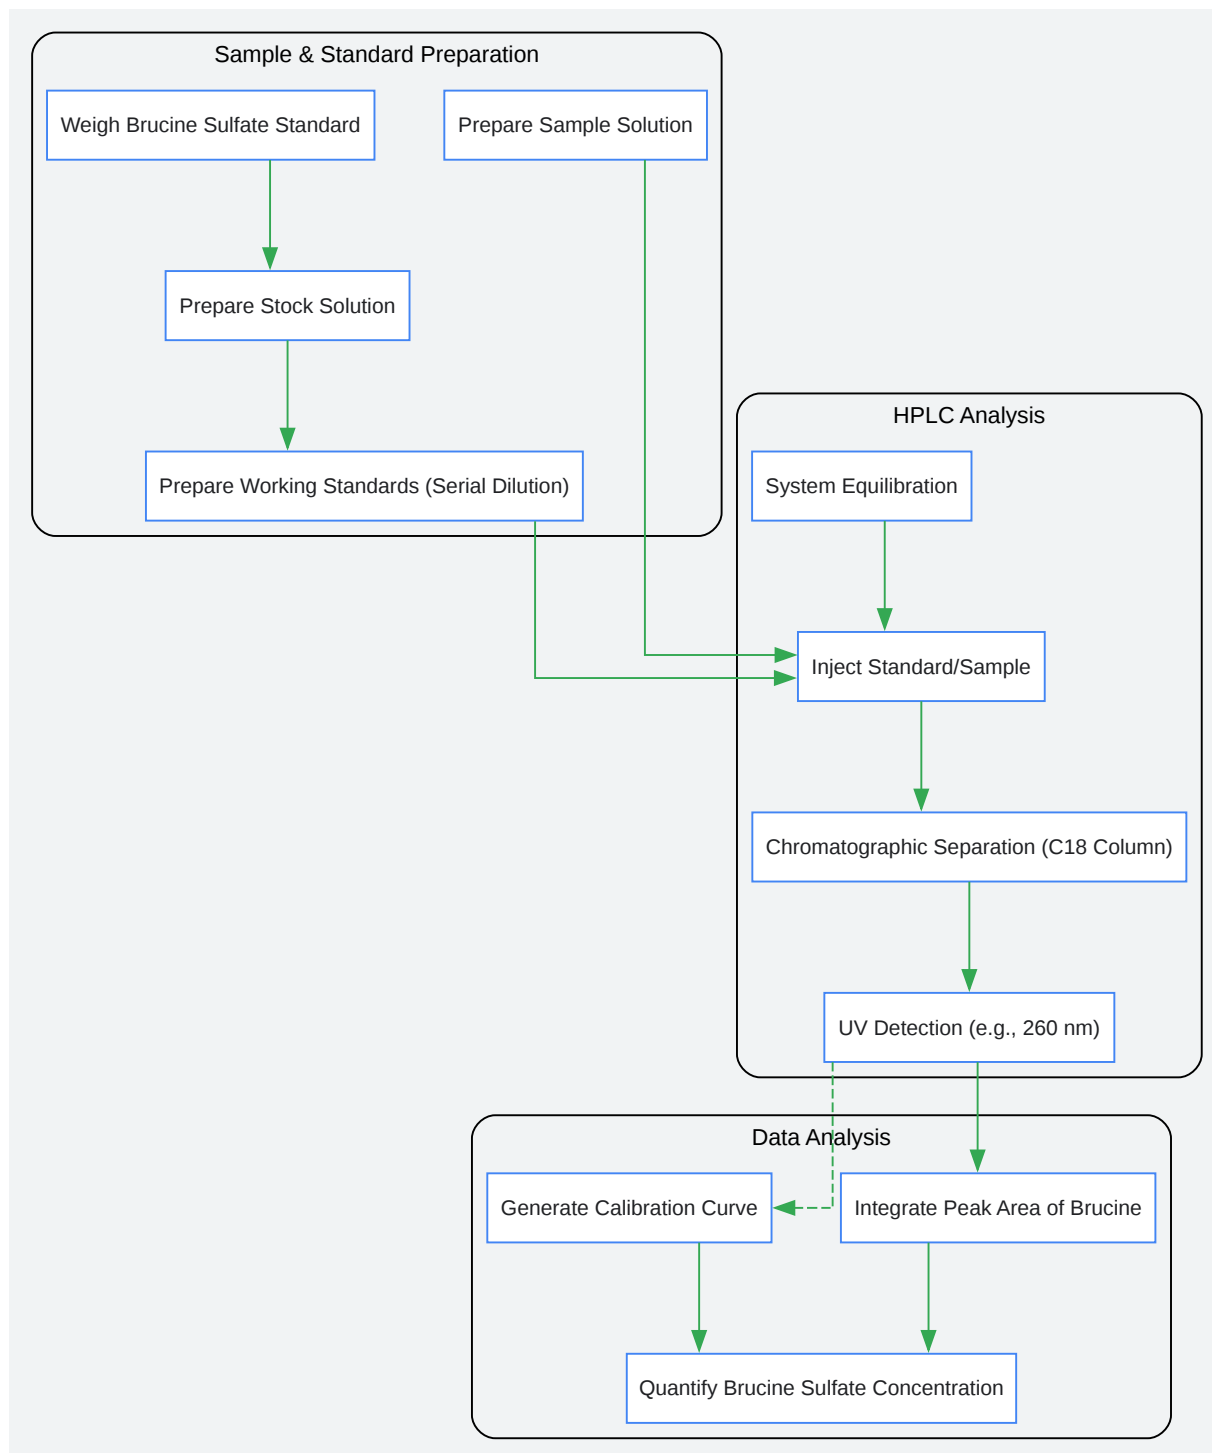 Sample & Standard Preparation
Weigh Brucine Sulfate Standard
Prepare Sample Solution
Prepare Stock Solution
Prepare Working Standards (Serial Dilution)
HPLC Analysis
System Equilibration
Inject Standard/Sample
Chromatographic Separation (C18 Column)
UV Detection (e.g., 260 nm)
Data Analysis
Generate Calibration Curve
Integrate Peak Area of Brucine
Quantify Brucine Sulfate Concentration